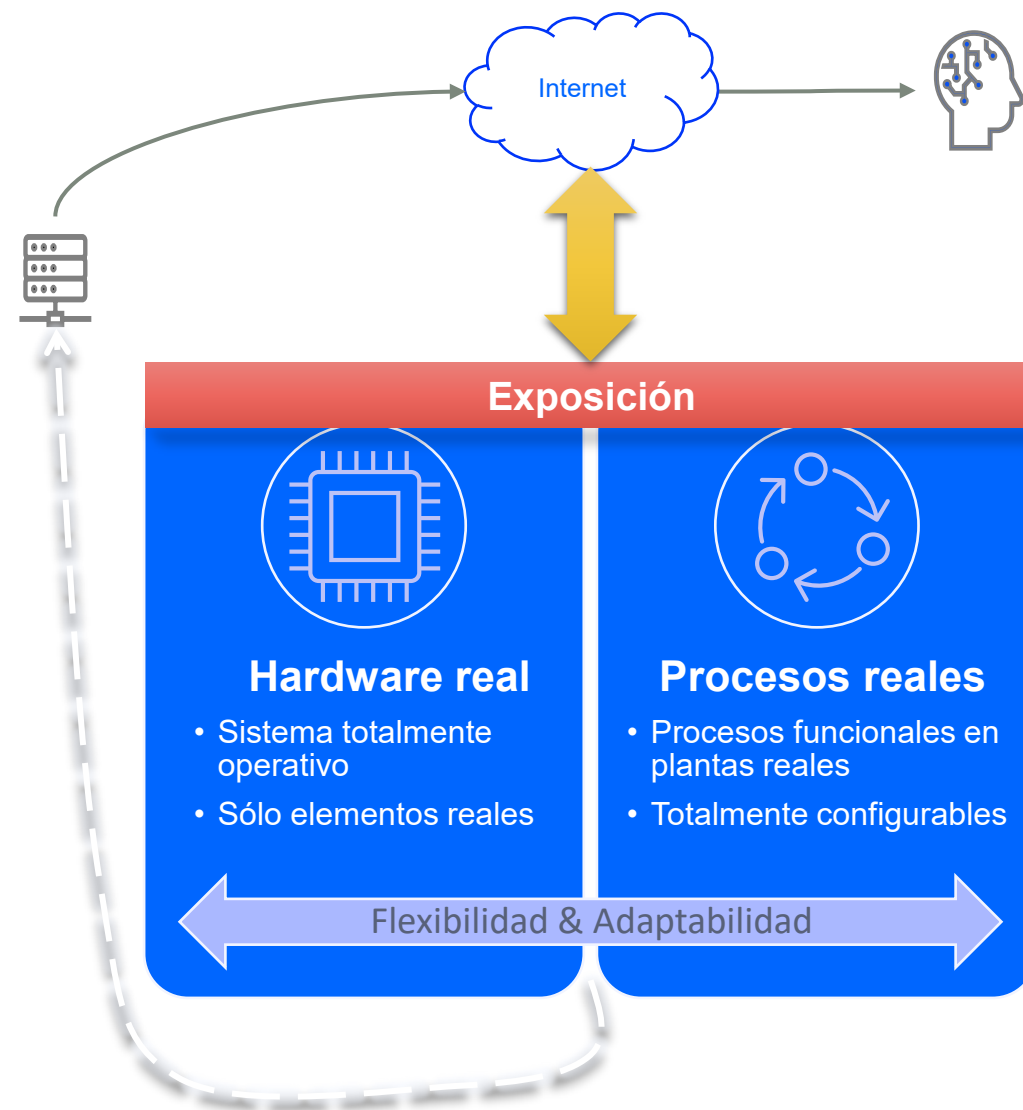 Internet
Exposición
Hardware real
• Sistema totalmente
operativo
• Sólo elementos reales
Procesos reales
• Procesos funcionales en
plantas reales
• Totalmente configurables
Flexibilidad & Adaptabilidad